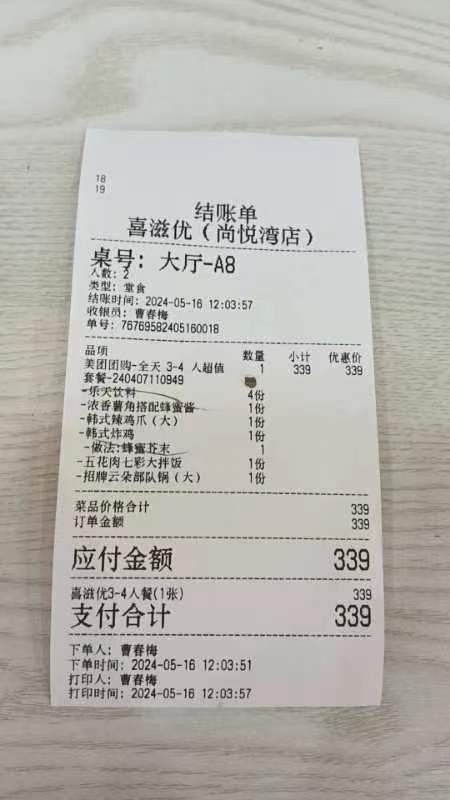 18
19
结账单
喜滋优（尚悦湾店）
桌号: 大厅-A8
人数: 2
类型: 堂食
结账时间: 2024-05-16 12:03:57
收银员: 曹春梅
单号: 76769582405160018
品项 数量 小计 优惠价
美团团购-全天 3-4 人超值 1 339 339
套餐-240407110949
-乐天饮料 4份
-浓香薯角搭配蜂蜜酱 1份
-韩式辣鸡爪（大） 1份
-韩式炸鸡 1份
-做法:蜂蜜芥末 1
-五花肉七彩大拌饭 1份
-招牌云朵部队锅（大） 1份
菜品价格合计 339
订单金额 339
应付金额 339
喜滋优3-4人餐(1张) 339
支付合计 339
下单人: 曹春梅
下单时间: 2024-05-16 12:03:51
打印人: 曹春梅
打印时间: 2024-05-16 12:03:57